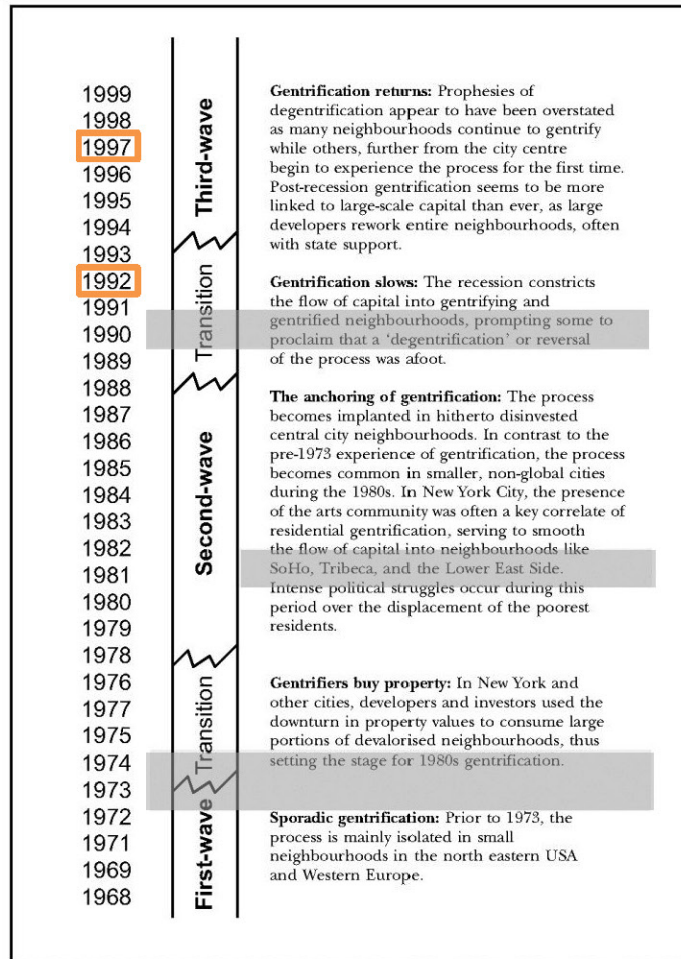 1999
1998
1997
1996
1995
1994
1993
1992
1991
1990
1989
1988
1987
1986
1985
1984
1983
1982
1981
1980
1979
1978
1976
1977
1975
1974
1973
1972
1971
1969
1968
Third-wave
Transition
Second-wave
Transition
First-wave
Gentrification returns: Prophesies of
degentrification appear to have been overstated
as many neighbourhoods continue to gentrify
while others, further from the city centre
begin to experience the process for the first time.
Post-recession gentrification seems to be more
linked to large-scale capital than ever, as large
developers rework entire neighbourhoods, often
with state support.
Gentrification slows: The recession constricts
the flow of capital into gentrifying and
gentrified neighbourhoods, prompting some to
proclaim that a ‘degentrification’ or reversal
of the process was afoot.
The anchoring of gentrification: The process
becomes implanted in hitherto disinvested
central city neighbourhoods. In contrast to the
pre-1973 experience of gentrification, the process
becomes common in smaller, non-global cities
during the 1980s. In New York City, the presence
of the arts community was often a key correlate of
residential gentrification, serving to smooth
the flow of capital into neighbourhoods like
SoHo, Tribeca, and the Lower East Side.
Intense political struggles occur during this
period over the displacement of the poorest
residents.
Gentrifiers buy property: In New York and
other cities, developers and investors used the
downturn in property values to consume large
portions of devalorised neighbourhoods, thus
setting the stage for 1980s gentrification.
Sporadic gentrification: Prior to 1973, the
process is mainly isolated in small
neighbourhoods in the north eastern USA
and Western Europe.